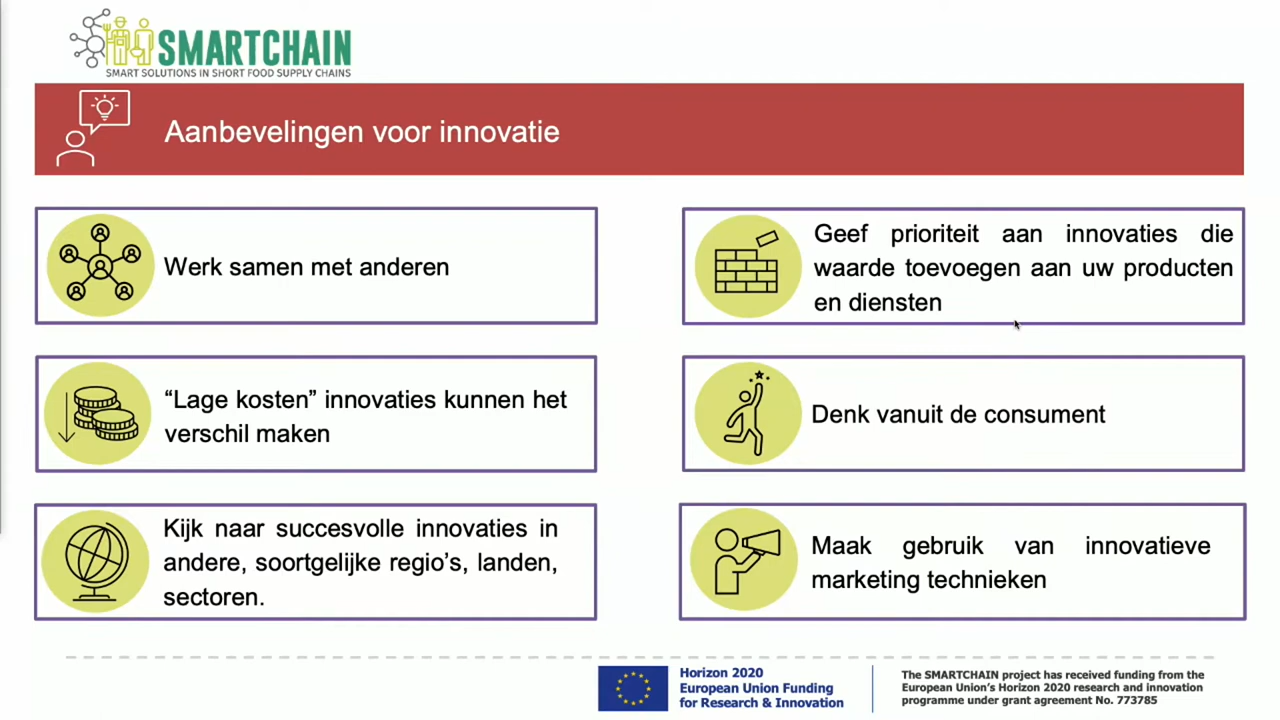 SMARTCHAIN
SMART SOLUTIONS IN SHORT FOOD SUPPLY CHAINS
Aanbevelingen voor innovatie
Werk samen met anderen
Geef prioriteit aan innovaties die
waarde toevoegen aan uw producten
en diensten
“Lage kosten” innovaties kunnen het
verschil maken
Denk vanuit de consument
Kijk naar succesvolle innovaties in
andere, soortgelijke regio’s, landen,
sectoren.
Maak gebruik van innovatieve
marketing technieken
Horizon 2020
European Union Funding
for Research & Innovation
The SMARTCHAIN project has received funding from the
European Union’s Horizon 2020 research and innovation
programme under grant agreement No. 773785